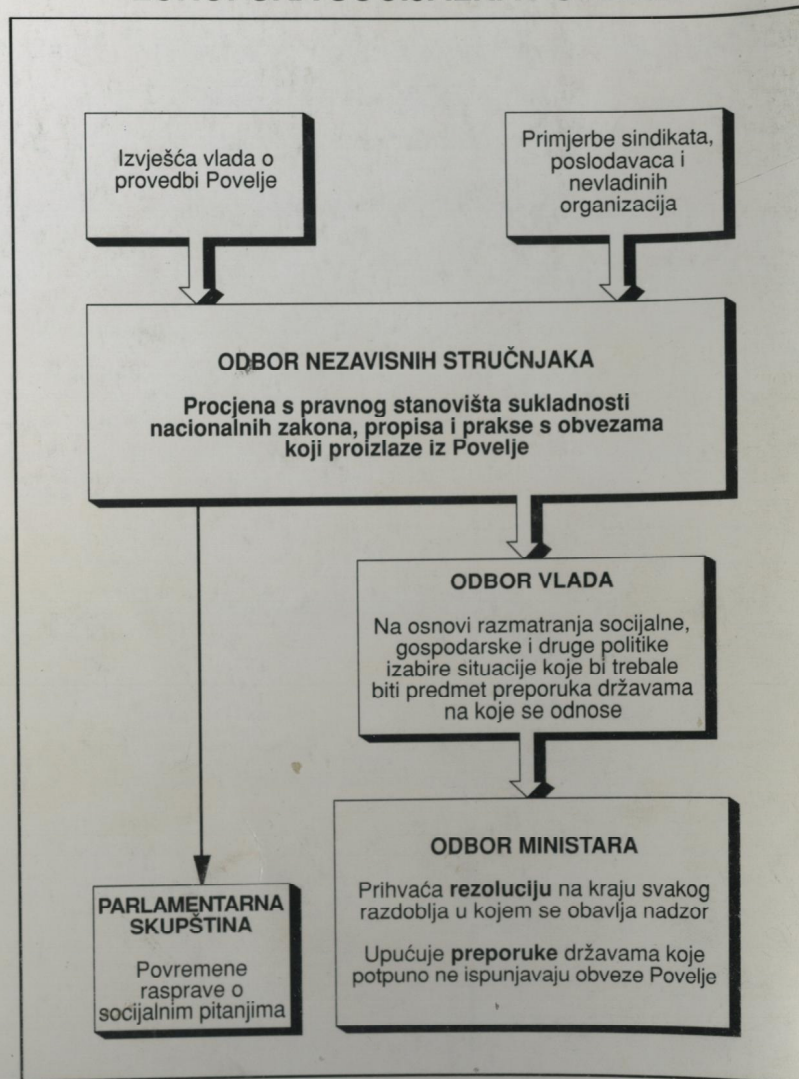 Izvješća vlada o
provedbi Povelje
Primjerbe sindikata,
poslodavaca i
nevladinih
organizacija
ODBOR NEZAVISNIH STRUČNJAKA
Procjena s pravnog stanovišta sukladnosti
nacionalnih zakona, propisa i prakse s obvezama
koji proizlaze iz Povelje
ODBOR VLADA
Na osnovi razmatranja socijalne,
gospodarske i druge politike
izabire situacije koje bi trebale
biti predmet preporuka državama
na koje se odnose
ODBOR MINISTARA
Prihvaća rezoluciju na kraju svakog
razdoblja u kojem se obavlja nadzor
Upućuje preporuke državama koje
potpuno ne ispunjavaju obveze Povelje
PARLAMENTARNA
SKUPŠTINA
Povremene
rasprave o
socijalnim pitanjima